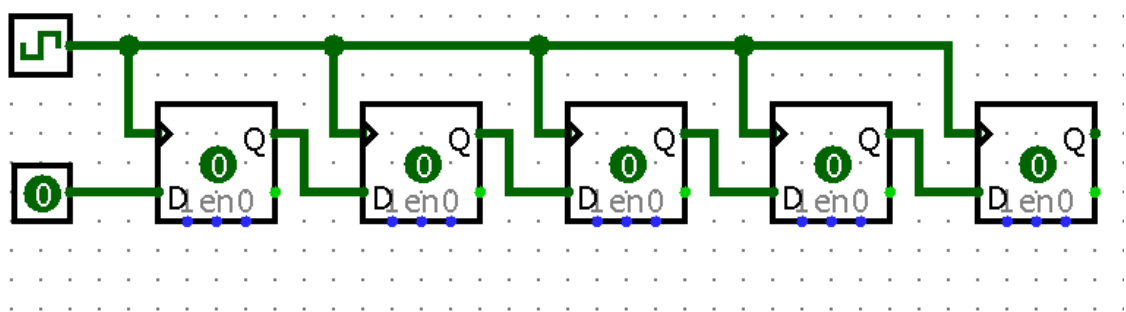 Q Q Q Q Q
0 0 0 0 0 0
D D D D D
1 en 0 1 en 0 1 en 0 1 en 0 1 en 0